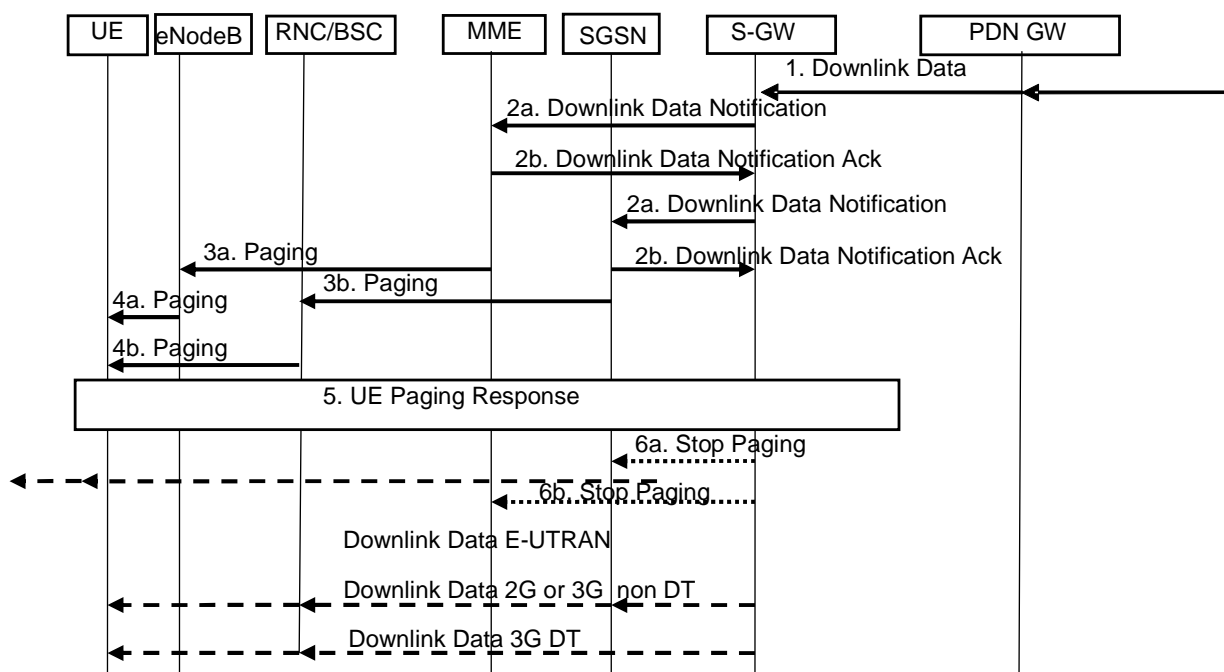 UE eNodeB RNC/BSC MME SGSN S-GW PDN GW
1. Downlink Data
2a. Downlink Data Notification
2b. Downlink Data Notification Ack
2a. Downlink Data Notification
3a. Paging 2b. Downlink Data Notification Ack
3b. Paging
4a. Paging
4b. Paging
5. UE Paging Response
6a. Stop Paging
6b. Stop Paging
Downlink Data E-UTRAN
Downlink Data 2G or 3G non DT
Downlink Data 3G DT